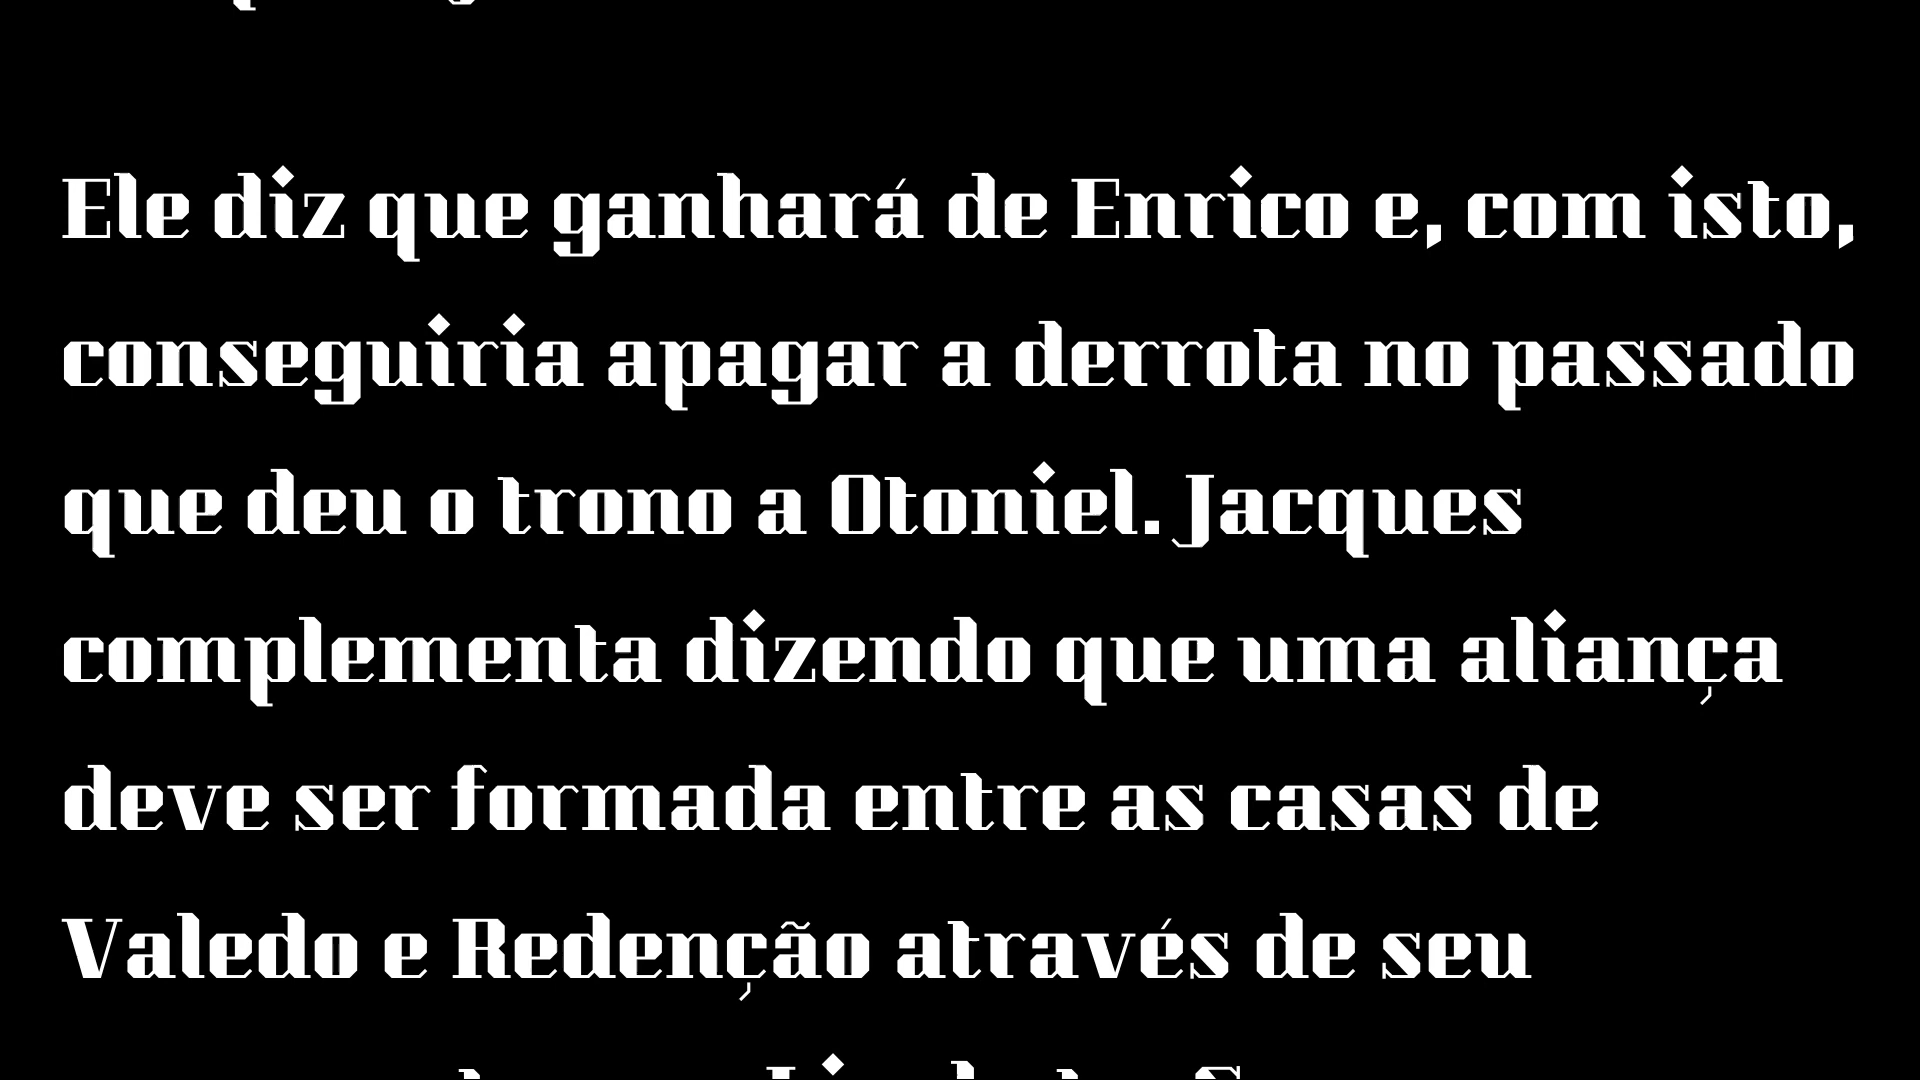 Ele diz que ganhará de Enrico e, com isto,
conseguiria apagar a derrota no passado
que deu o trono a Otoniel. Jacques
complementa dizendo que uma aliança
deve ser formada entre as casas de
Valedo e Redenção através de seu